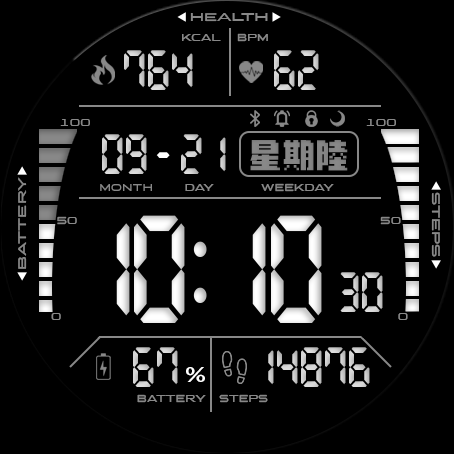 HEALTH
KCAL BPM
764 62
100 100
09-21 星期陸
MONTH DAY WEEKDAY
BATTERY 50 50 STEPS
10:10 30
0 0
67% 14876
BATTERY STEPS